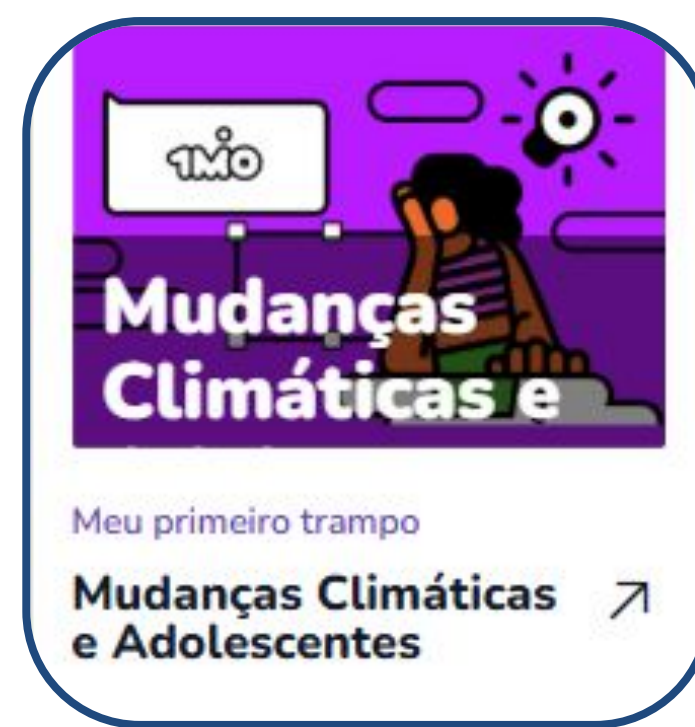 1MiO
Mudanças
Climáticas e
Meu primeiro trampo
Mudanças Climáticas
e Adolescentes